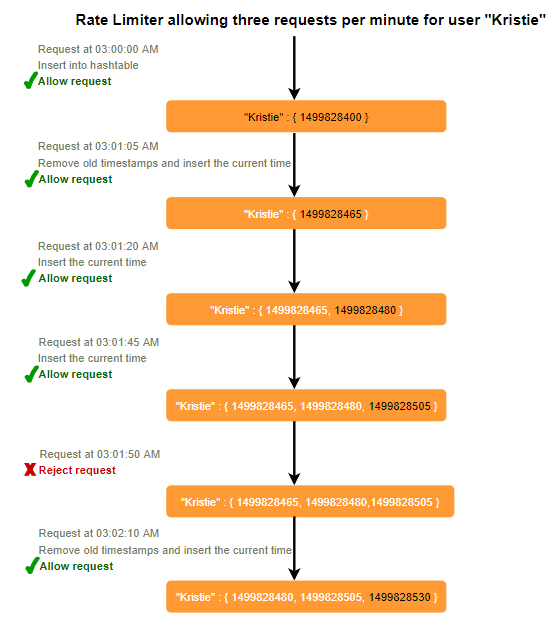 Rate Limiter allowing three requests per minute for user "Kristie"
Request at 03:00:00 AM
Insert into hashtable
Allow request
"Kristie" : { 1499828400 }
Request at 03:01:05 AM
Remove old timestamps and insert the current time
Allow request
"Kristie" : { 1499828465 }
Request at 03:01:20 AM
Insert the current time
Allow request
"Kristie" : { 1499828465, 1499828480 }
Request at 03:01:45 AM
Insert the current time
Allow request
"Kristie" : { 1499828465, 1499828480, 1499828505 }
Request at 03:01:50 AM
Reject request
"Kristie" : { 1499828465, 1499828480,1499828505 }
Request at 03:02:10 AM
Remove old timestamps and insert the current time
Allow request
"Kristie" : { 1499828480, 1499828505, 1499828530 }